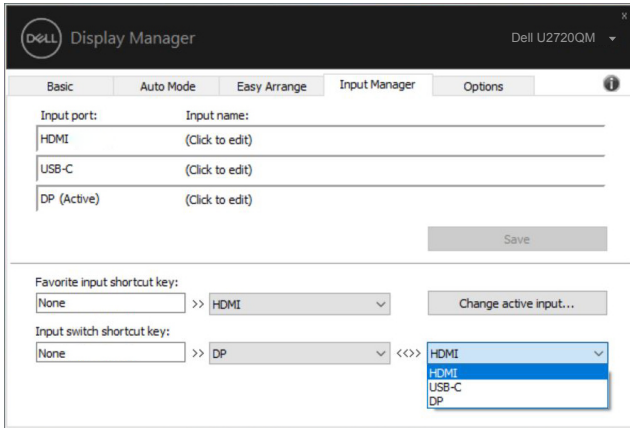 x
DELL Display Manager Dell U2720QM
Basic Auto Mode Easy Arrange Input Manager Options i
Input port: Input name:
HDMI (Click to edit)
USB-C (Click to edit)
DP (Active) (Click to edit)
Save
Favorite input shortcut key:
None >> HDMI Change active input...
Input switch shortcut key:
None >> DP <<>> HDMI
HDMI
USB-C
DP